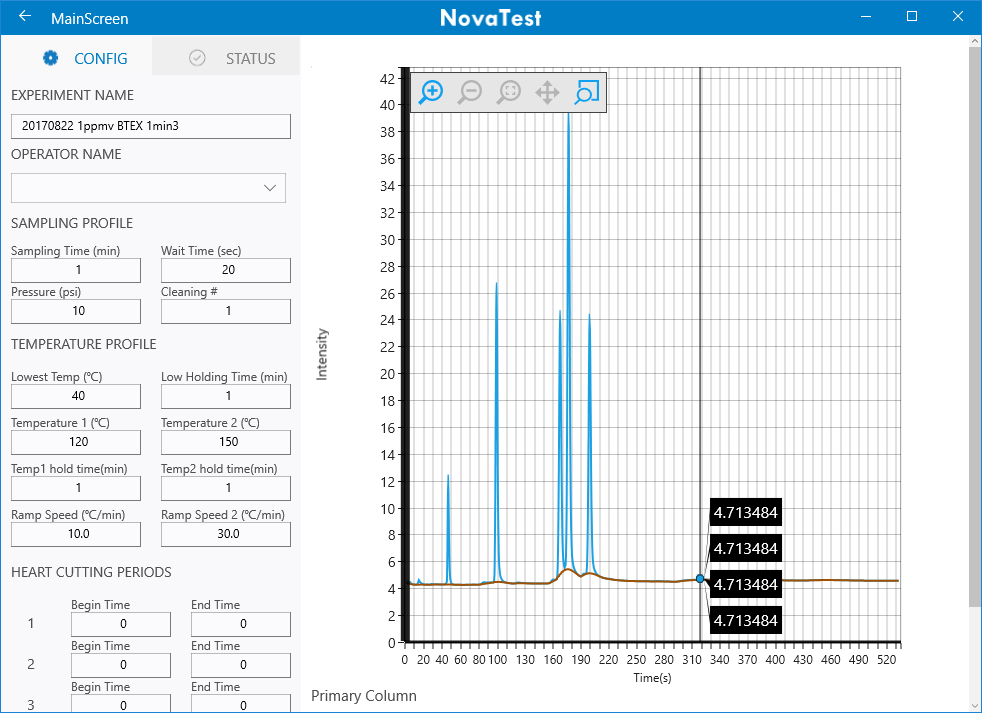 MainScreen
NovaTest
CONFIG
STATUS
EXPERIMENT NAME
20170822 1ppmv BTEX 1min3
OPERATOR NAME
SAMPLING PROFILE
Sampling Time (min) Wait Time (sec)
1 20
Pressure (psi) Cleaning #
10 1
TEMPERATURE PROFILE
Lowest Temp (℃) Low Holding Time (min)
40 1
Temperature 1 (℃) Temperature 2 (℃)
120 150
Temp1 hold time(min) Temp2 hold time(min)
1 1
Ramp Speed (℃/min) Ramp Speed 2 (℃/min)
10.0 30.0
HEART CUTTING PERIODS
Begin Time End Time
1 0 0
Begin Time End Time
2 0 0
Begin Time End Time
3 0 0
Intensity
42
40
38
36
34
32
30
28
26
24
22
20
18
16
14
12
10
8
6
4
2
0
4.713484
4.713484
4.713484
4.713484
0 20 40 60 80 100 130 160 190 220 250 280 310 340 370 400 430 460 490 520
Time(s)
Primary Column